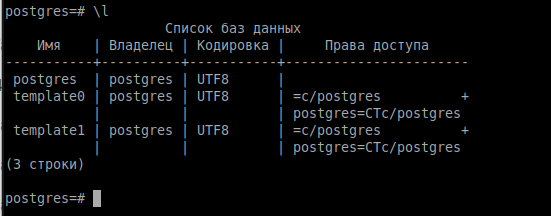 postgres=# \l
Список баз данных
Имя | Владелец | Кодировка | Права доступа
-----------+----------+-----------+-----------------------
postgres | postgres | UTF8 |
template0 | postgres | UTF8 | =c/postgres +
| | | postgres=CTc/postgres
template1 | postgres | UTF8 | =c/postgres +
| | | postgres=CTc/postgres
(3 строки)
postgres=#